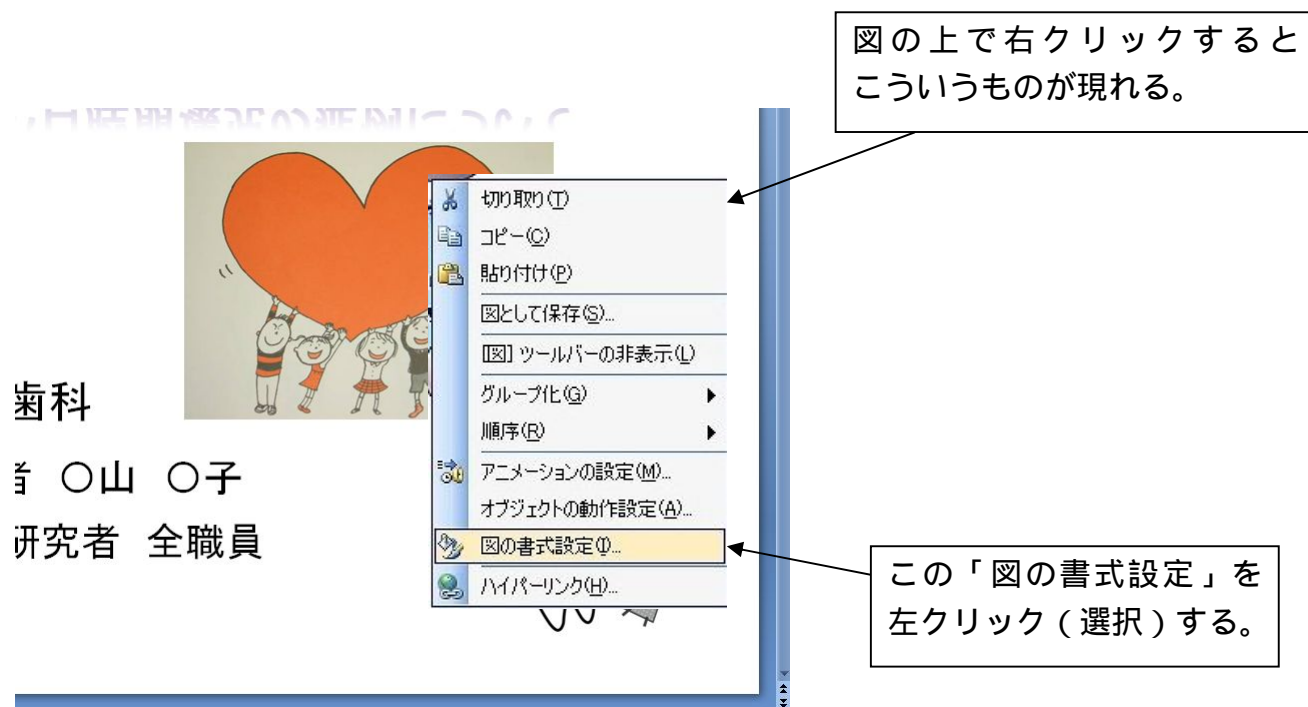 図の上で右クリックすると
こういうものが現れる。
切り取り(T)
コピー(C)
貼り付け(P)
図として保存(S)...
[図] ツールバーの非表示(L)
グループ化(G)
順序(R)
アニメーションの設定(M)...
オブジェクトの動作設定(A)...
図の書式設定(I)...
ハイパーリンク(H)...
歯科
者 ○山 ○子
研究者 全職員
この「図の書式設定」を
左クリック(選択)する。